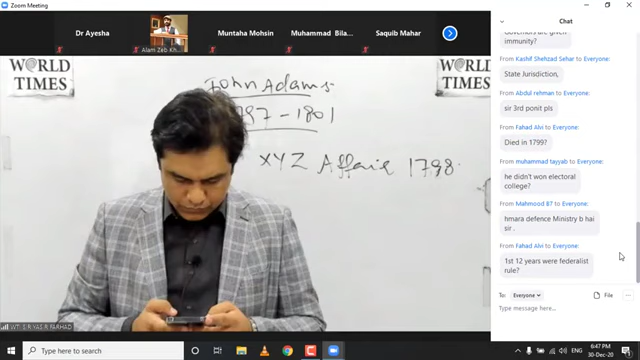 Zoom Meeting
Dr Ayesha
Alam Zeb Kh...
Muntaha Mohsin
Muhammad Bila...
Saquib Mahar
W RLD
TIMES
W RLD
TIMES
John Adams
1797 - 1801
XYZ Affair 1798.
WT: S R YAS R FARHAD
Chat
Governors are given
immunity?
From Kashif Shehzad Sehar to Everyone:
State Jurisdiction,
From Abdul rehman to Everyone:
sir 3rd ponit pls
From Fahad Alvi to Everyone:
Died in 1799?
From muhammad tayyab to Everyone:
he didn't won electoral
college?
From Mahmood 87 to Everyone:
hmara defence Ministry b hai
sir .
From Fahad Alvi to Everyone:
1st 12 years were federalist
rule?
To: Everyone
File
Type message here...
Type here to search
6:47 PM
30-Dec-20